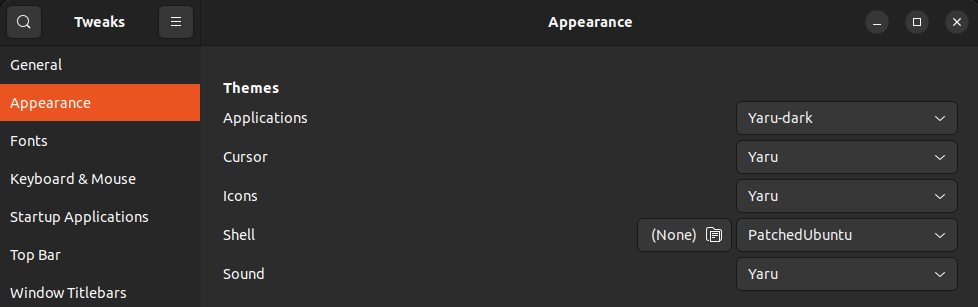 Tweaks
Appearance
General
Appearance
Fonts
Keyboard & Mouse
Startup Applications
Top Bar
Window Titlebars
Themes
Applications Yaru-dark
Cursor Yaru
Icons Yaru
Shell (None) PatchedUbuntu
Sound Yaru